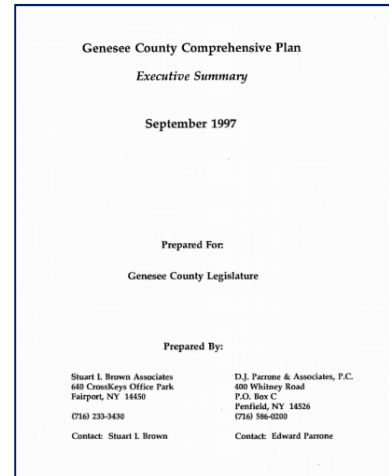 Genesee County Comprehensive Plan
Executive Summary
September 1997
Prepared For:
Genesee County Legislature
Prepared By:
Stuart I. Brown Associates
640 CrossKeys Office Park
Fairport, NY 14450
(716) 233-3430
Contact: Stuart I. Brown
D.J. Parrone & Associates, P.C.
400 Whitney Road
P.O. Box C
Penfield, NY 14526
(716) 586-0200
Contact: Edward Parrone